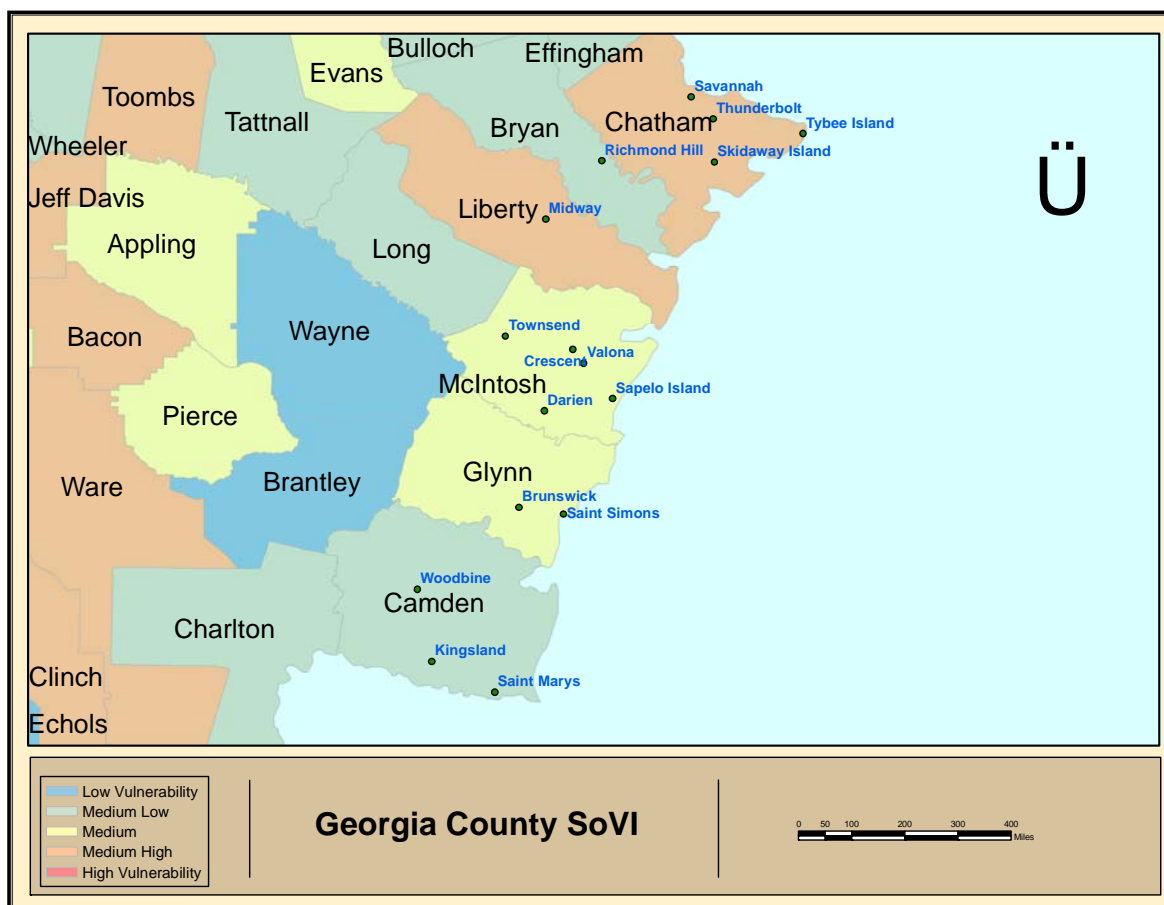 Bulloch
Effingham
Evans
Toombs
Savannah
Thunderbolt
Tybee Island
Tattnall
Bryan
Chatham
Wheeler
Richmond Hill
Skidaway Island
Jeff Davis
Ü
Liberty
Midway
Appling
Long
Wayne
Townsend
Bacon
Valona
Crescent
McIntosh
Sapelo Island
Darien
Pierce
Glynn
Brantley
Ware
Brunswick
Saint Simons
Woodbine
Camden
Charlton
Kingsland
Clinch
Saint Marys
Echols
Low Vulnerability
Medium Low
Medium
Medium High
High Vulnerability
Georgia County SoVI
0 50 100 200 300 400
Miles